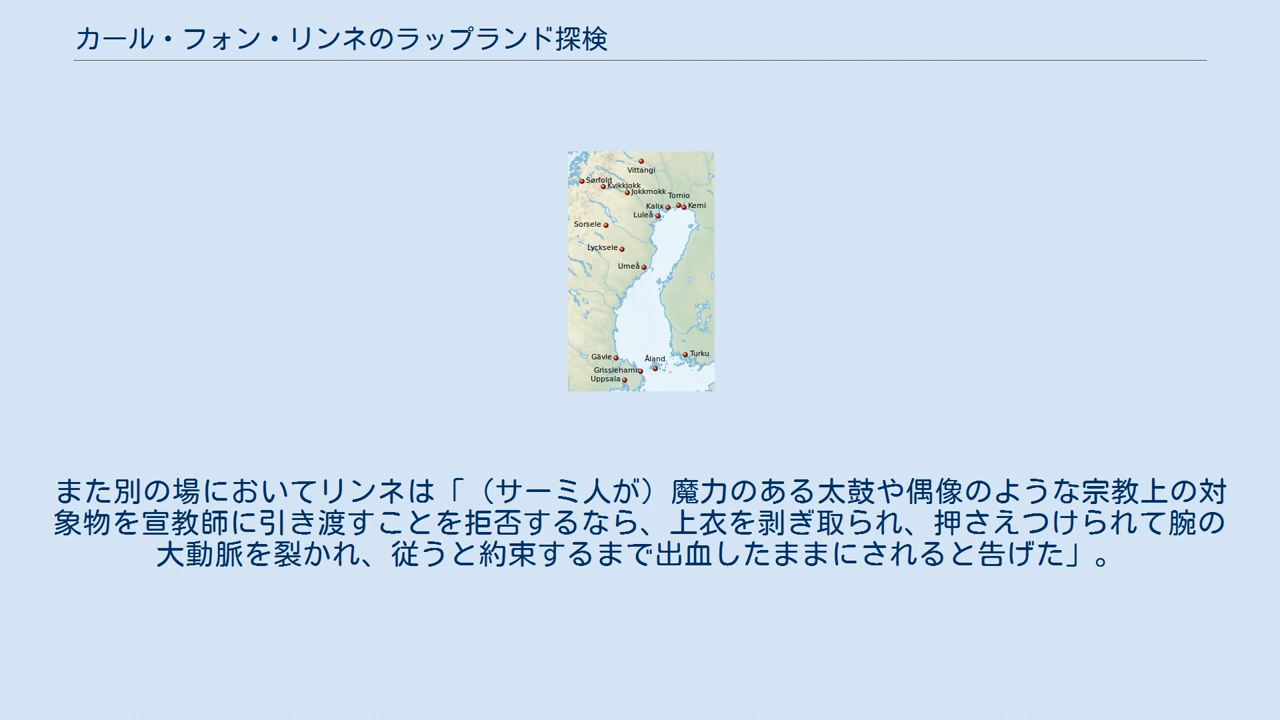 カール・フォン・リンネのラップランド探検
Vittangi
Sørfold
Kvikkjokk
Jokkmokk
Tornio
Kalix
Kemi
Luleå
Sorsele
Lycksele
Umeå
Gävle
Åland
Turku
Grisslehamn
Uppsala
また別の場においてリンネは「（サーミ人が）魔力のある太鼓や偶像のような宗教上の対
象物を宣教師に引き渡すことを拒否するなら、上衣を剥ぎ取られ、押さえつけられて腕の
大動脈を裂かれ、従うと約束するまで出血したままにされると告げた」。